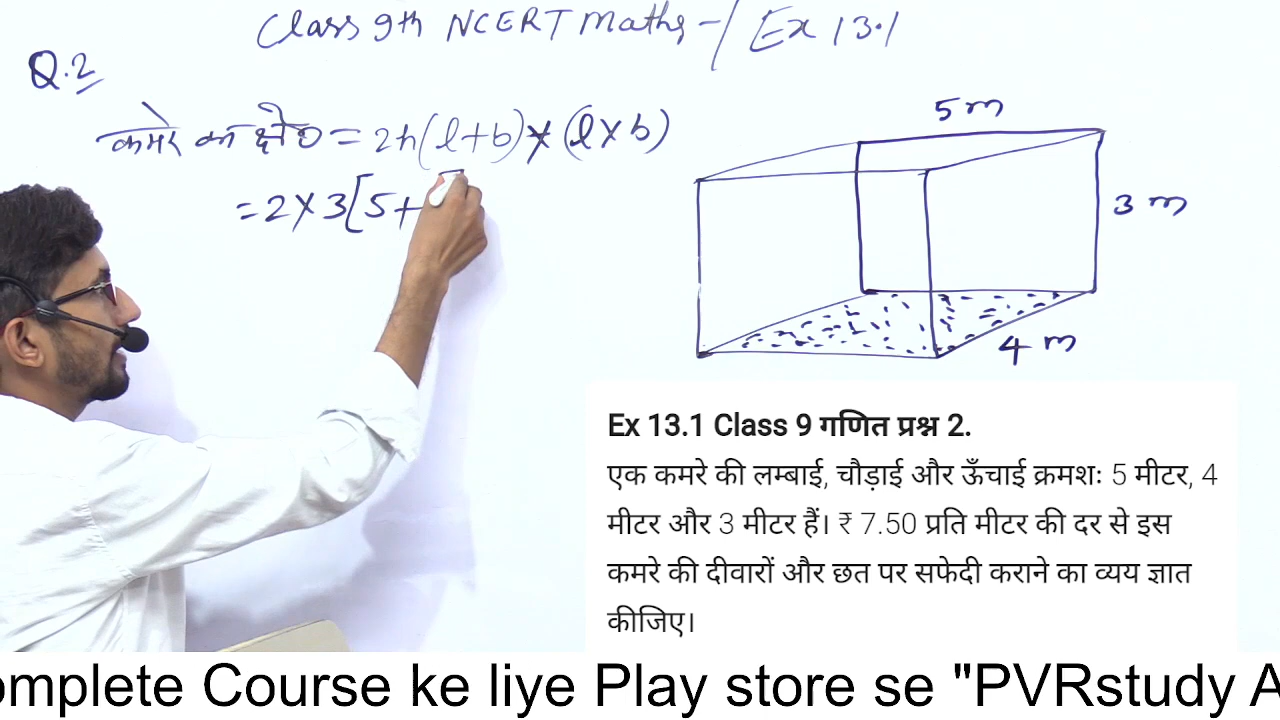 Class 9th NCERT Maths -/ Ex 13.1
Q.2
कमरे का क्षे० = 2h(l+b) × (l×b)
= 2×3[5+
5 m
3 m
4 m
Ex 13.1 Class 9 गणित प्रश्न 2.
एक कमरे की लम्बाई, चौड़ाई और ऊँचाई क्रमशः 5 मीटर, 4
मीटर और 3 मीटर हैं। ₹ 7.50 प्रति मीटर की दर से इस
कमरे की दीवारों और छत पर सफेदी कराने का व्यय ज्ञात
कीजिए।
omplete Course ke liye Play store se "PVRstudy A